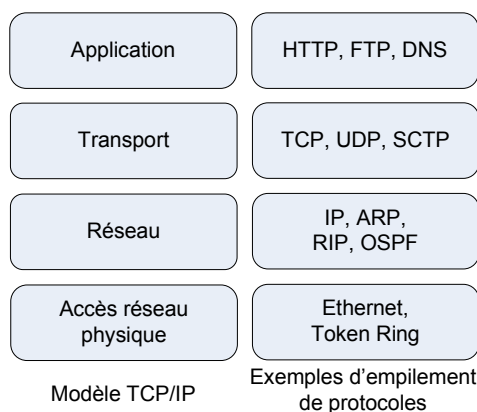 Application
HTTP, FTP, DNS
Transport
TCP, UDP, SCTP
Réseau
IP, ARP,
RIP, OSPF
Accès réseau
physique
Ethernet,
Token Ring
Modèle TCP/IP
Exemples d'empilement
de protocoles